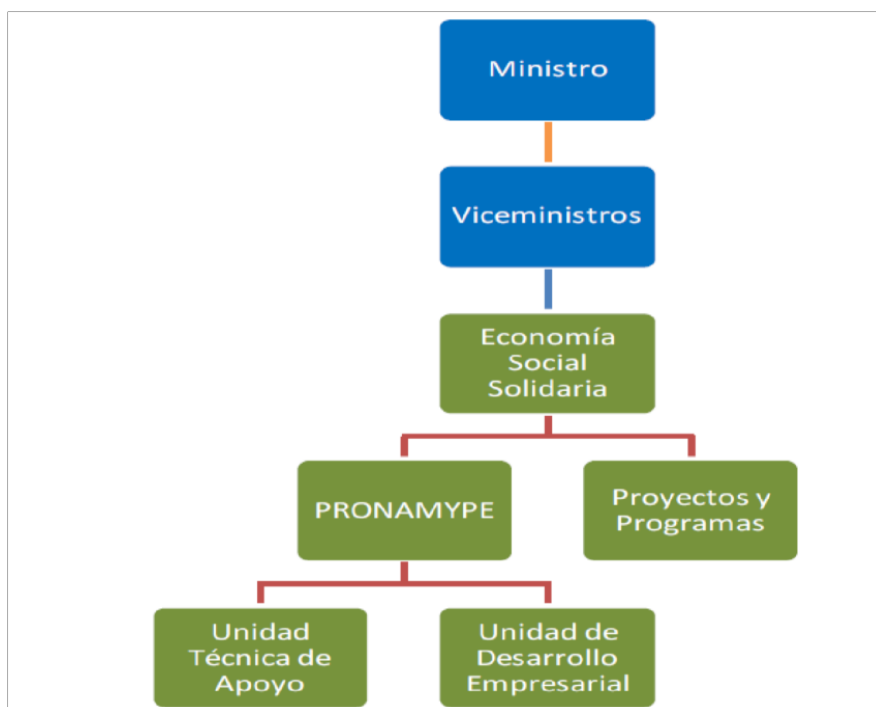 Ministro
Viceministros
Economía
Social
Solidaria
PRONAMYPE
Proyectos y
Programas
Unidad
Técnica de
Apoyo
Unidad de
Desarrollo
Empresarial